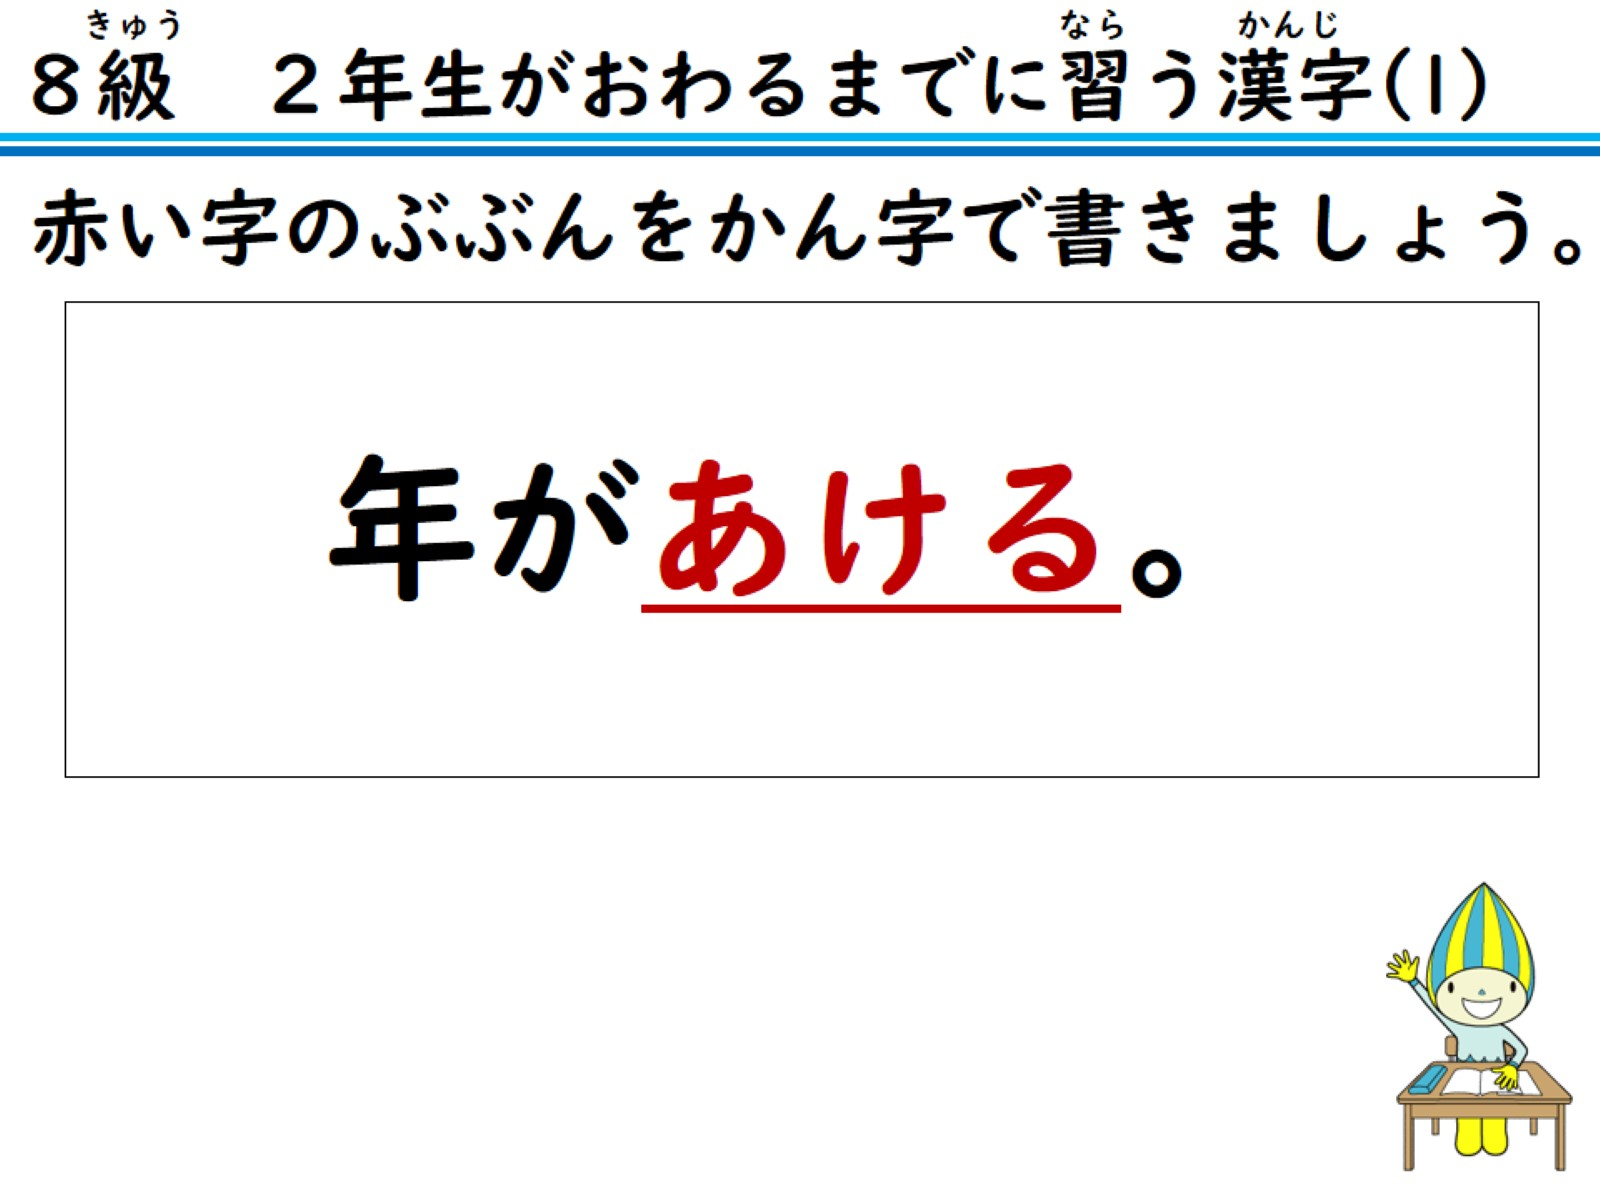 きゅう なら かんじ
８級　２年生がおわるまでに習う漢字(1)
赤い字のぶぶんをかん字で書きましょう。
年があける。